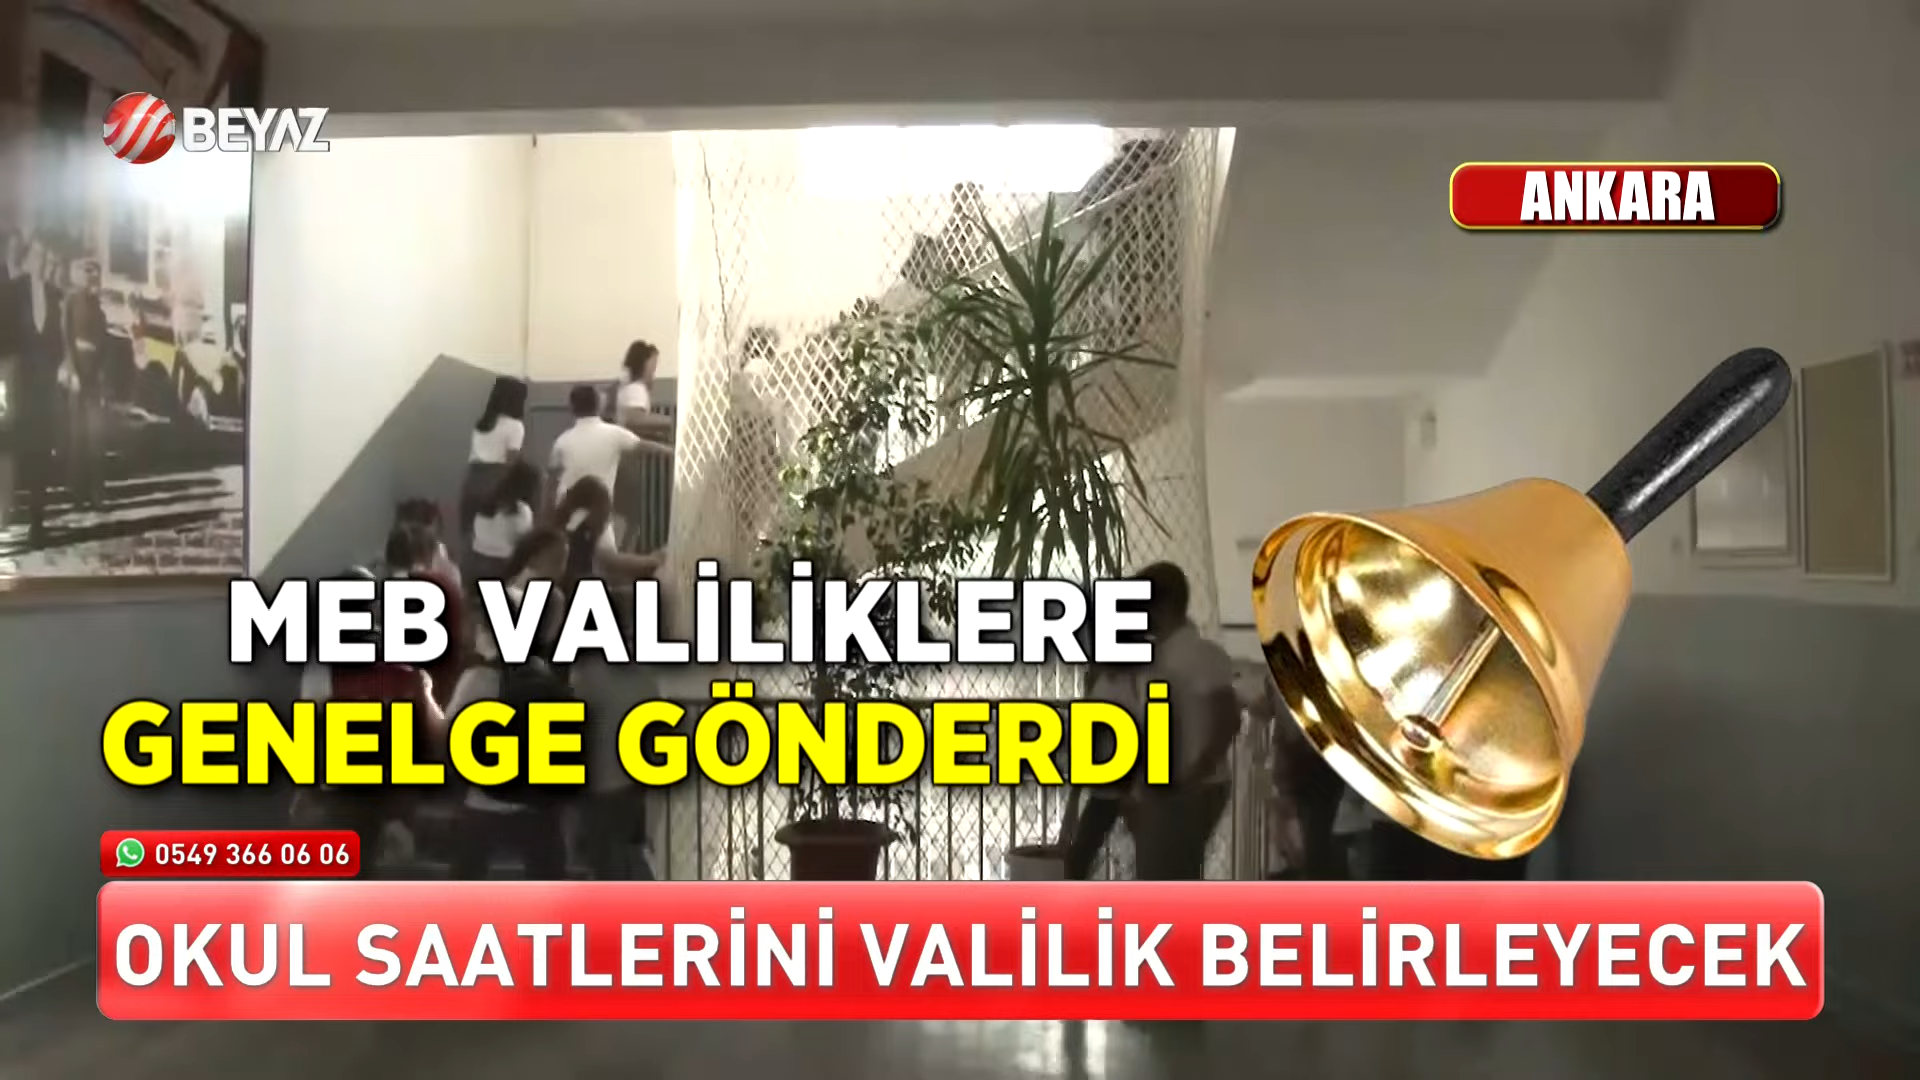 BEYAZ
ANKARA
MEB VALİLİKLERE
GENELGE GÖNDERDİ
0549 366 06 06
OKUL SAATLERİNİ VALİLİK BELİRLEYECEK